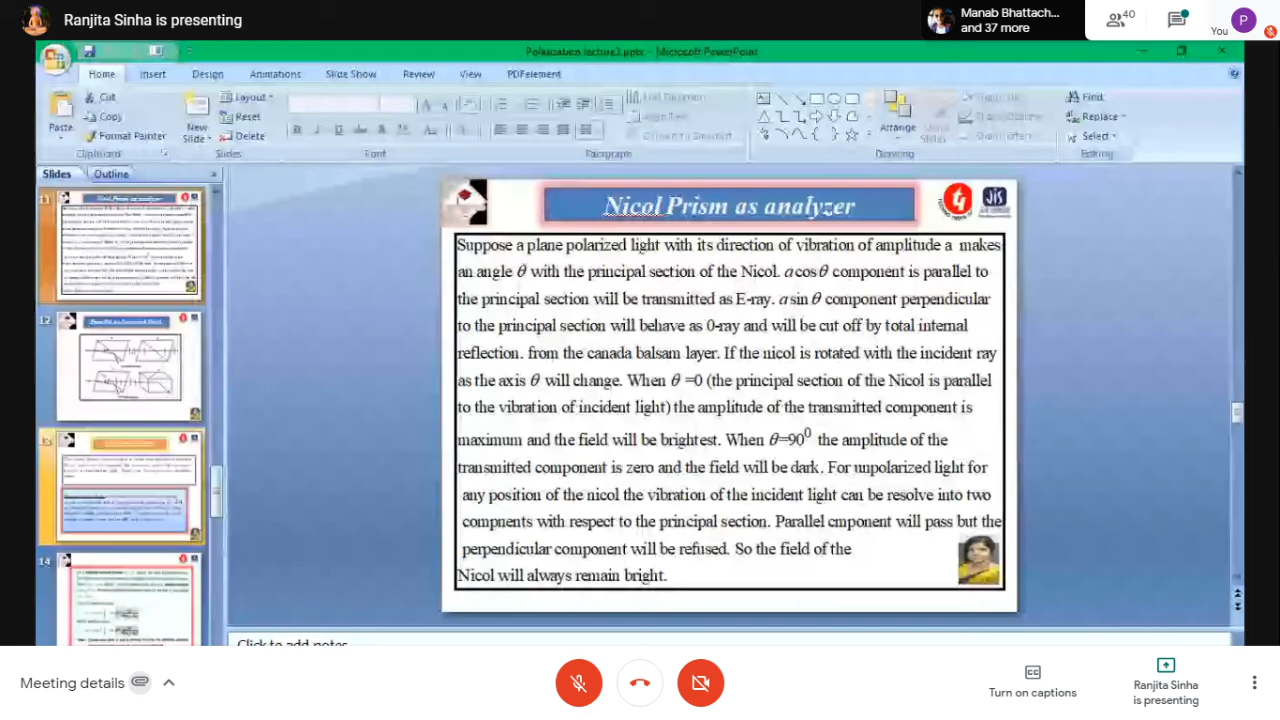 Ranjita Sinha is presenting
Manab Bhattach...
and 37 more
40
You
P
Polarization lecture3.pptx - Microsoft PowerPoint
Home Insert Design Animations Slide Show Review View PDFelement
Cut
Copy
Format Painter
Paste
Clipboard
New
Slide
Layout
Reset
Delete
Slides
Font
Paragraph
Arrange
Drawing
Find
Replace
Select
Editing
Slides Outline
11
12
14
Nicol Prism as analyzer
JIS
Suppose a plane polarized light with its direction of vibration of amplitude a makes
an angle θ with the principal section of the Nicol. a cos θ component is parallel to
the principal section will be transmitted as E-ray. a sin θ component perpendicular
to the principal section will behave as 0-ray and will be cut off by total internal
reflection. from the canada balsam layer. If the nicol is rotated with the incident ray
as the axis θ will change. When θ =0 (the principal section of the Nicol is parallel
to the vibration of incident light) the amplitude of the transmitted component is
maximum and the field will be brightest. When θ=90⁰ the amplitude of the
transmitted component is zero and the field will be dark. For unpolarized light for
any position of the nicol the vibration of the incident light can be resolve into two
compnents with respect to the principal section. Parallel cmponent will pass but the
perpendicular component will be refused. So the field of the
Nicol will always remain bright.
Click to add notes
Meeting details
Turn on captions
Ranjita Sinha
is presenting